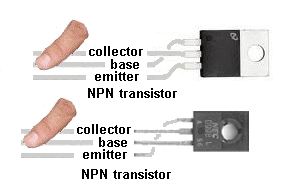 collector
base
emitter
NPN transistor
collector
base
emitter
NPN transistor